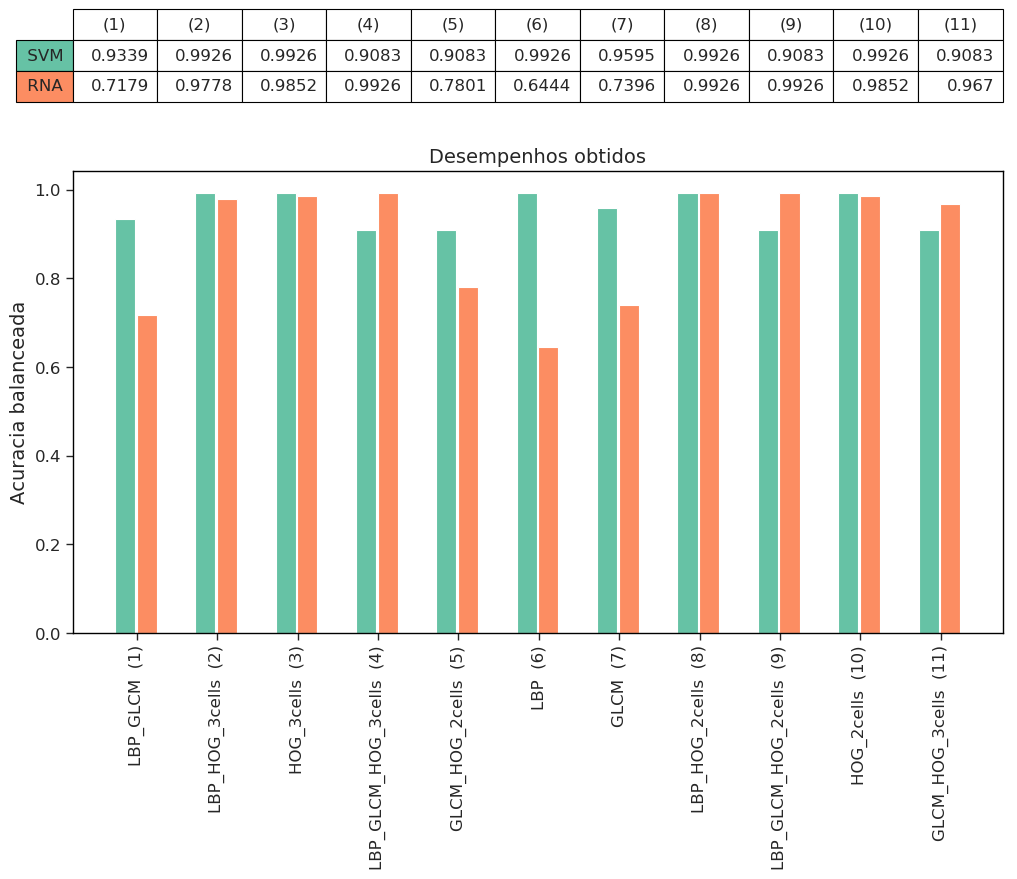 (1) (2) (3) (4) (5) (6) (7) (8) (9) (10) (11)
SVM 0.9339 0.9926 0.9926 0.9083 0.9083 0.9926 0.9595 0.9926 0.9083 0.9926 0.9083
RNA 0.7179 0.9778 0.9852 0.9926 0.7801 0.6444 0.7396 0.9926 0.9926 0.9852 0.967
Desempenhos obtidos
Acuracia balanceada
1.0
0.8
0.6
0.4
0.2
0.0
LBP_GLCM (1)
LBP_HOG_3cells (2)
HOG_3cells (3)
LBP_GLCM_HOG_3cells (4)
GLCM_HOG_2cells (5)
LBP (6)
GLCM (7)
LBP_HOG_2cells (8)
LBP_GLCM_HOG_2cells (9)
HOG_2cells (10)
GLCM_HOG_3cells (11)